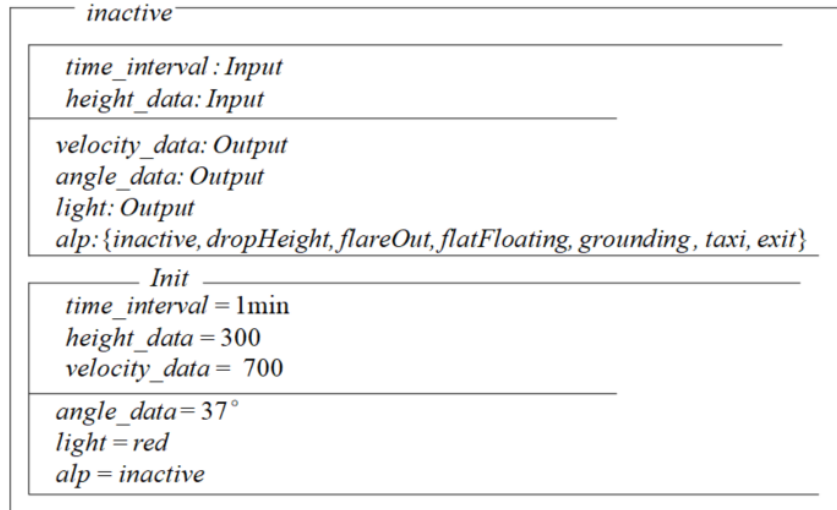 inactive
time_interval : Input
height_data: Input
velocity_data: Output
angle_data: Output
light: Output
alp: {inactive, dropHeight, flareOut, flatFloating, grounding , taxi, exit}
Init
time_interval = 1min
height_data = 300
velocity_data = 700
angle_data = 37°
light = red
alp = inactive